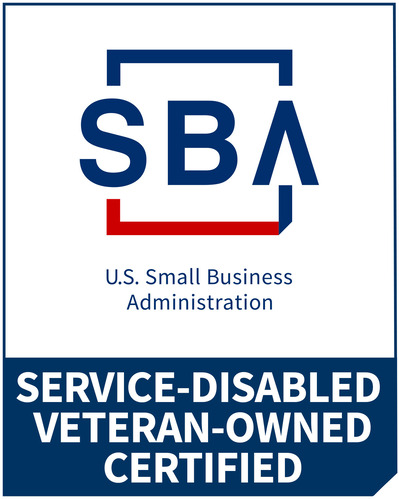 SBA
U.S. Small Business
Administration
SERVICE-DISABLED
VETERAN-OWNED
CERTIFIED